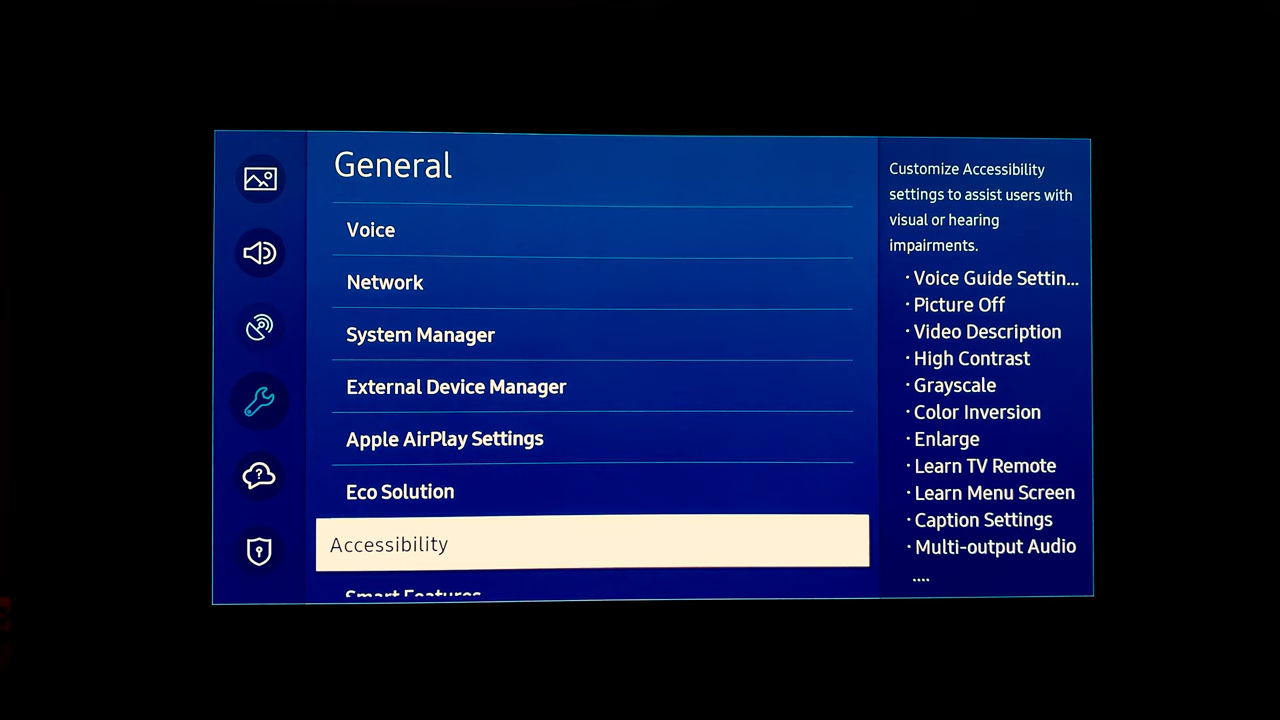 General
Voice
Network
System Manager
External Device Manager
Apple AirPlay Settings
Eco Solution
Accessibility
Smart Features
Customize Accessibility
settings to assist users with
visual or hearing
impairments.
· Voice Guide Settin...
· Picture Off
· Video Description
· High Contrast
· Grayscale
· Color Inversion
· Enlarge
· Learn TV Remote
· Learn Menu Screen
· Caption Settings
· Multi-output Audio
....